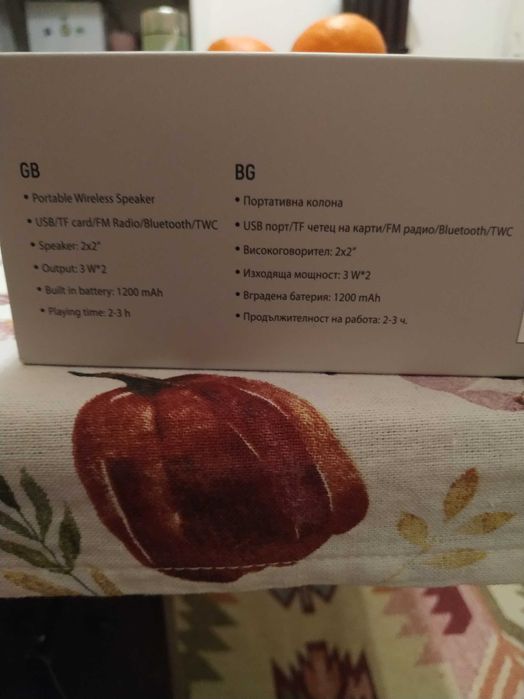 GB
• Portable Wireless Speaker
• USB/TF card/FM Radio/Bluetooth/TWC
• Speaker: 2x2"
• Output: 3 W*2
• Built in battery: 1200 mAh
• Playing time: 2-3 h
BG
• Портативна колона
• USB порт/TF четец на карти/FM радио/Bluetooth/TWC
• Високоговорител: 2x2"
• Изходяща мощност: 3 W*2
• Вградена батерия: 1200 mAh
• Продължителност на работа: 2-3 ч.